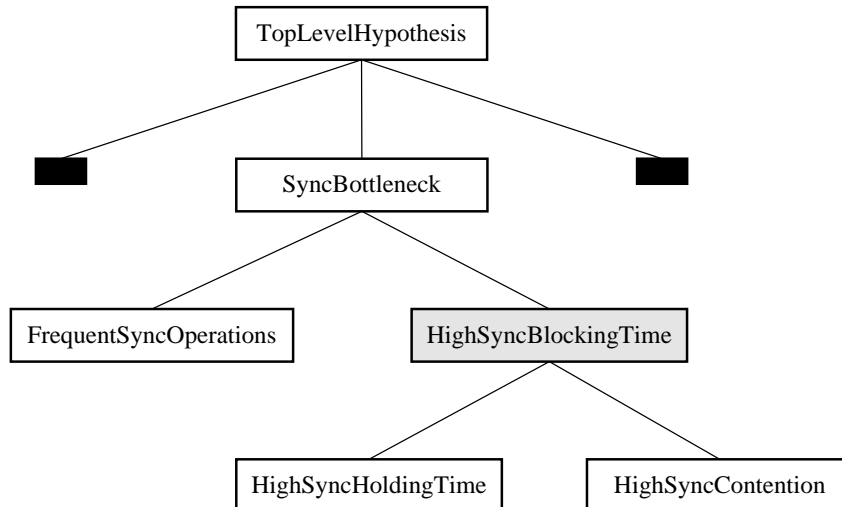 TopLevelHypothesis
SyncBottleneck
FrequentSyncOperations
HighSyncBlockingTime
HighSyncHoldingTime
HighSyncContention